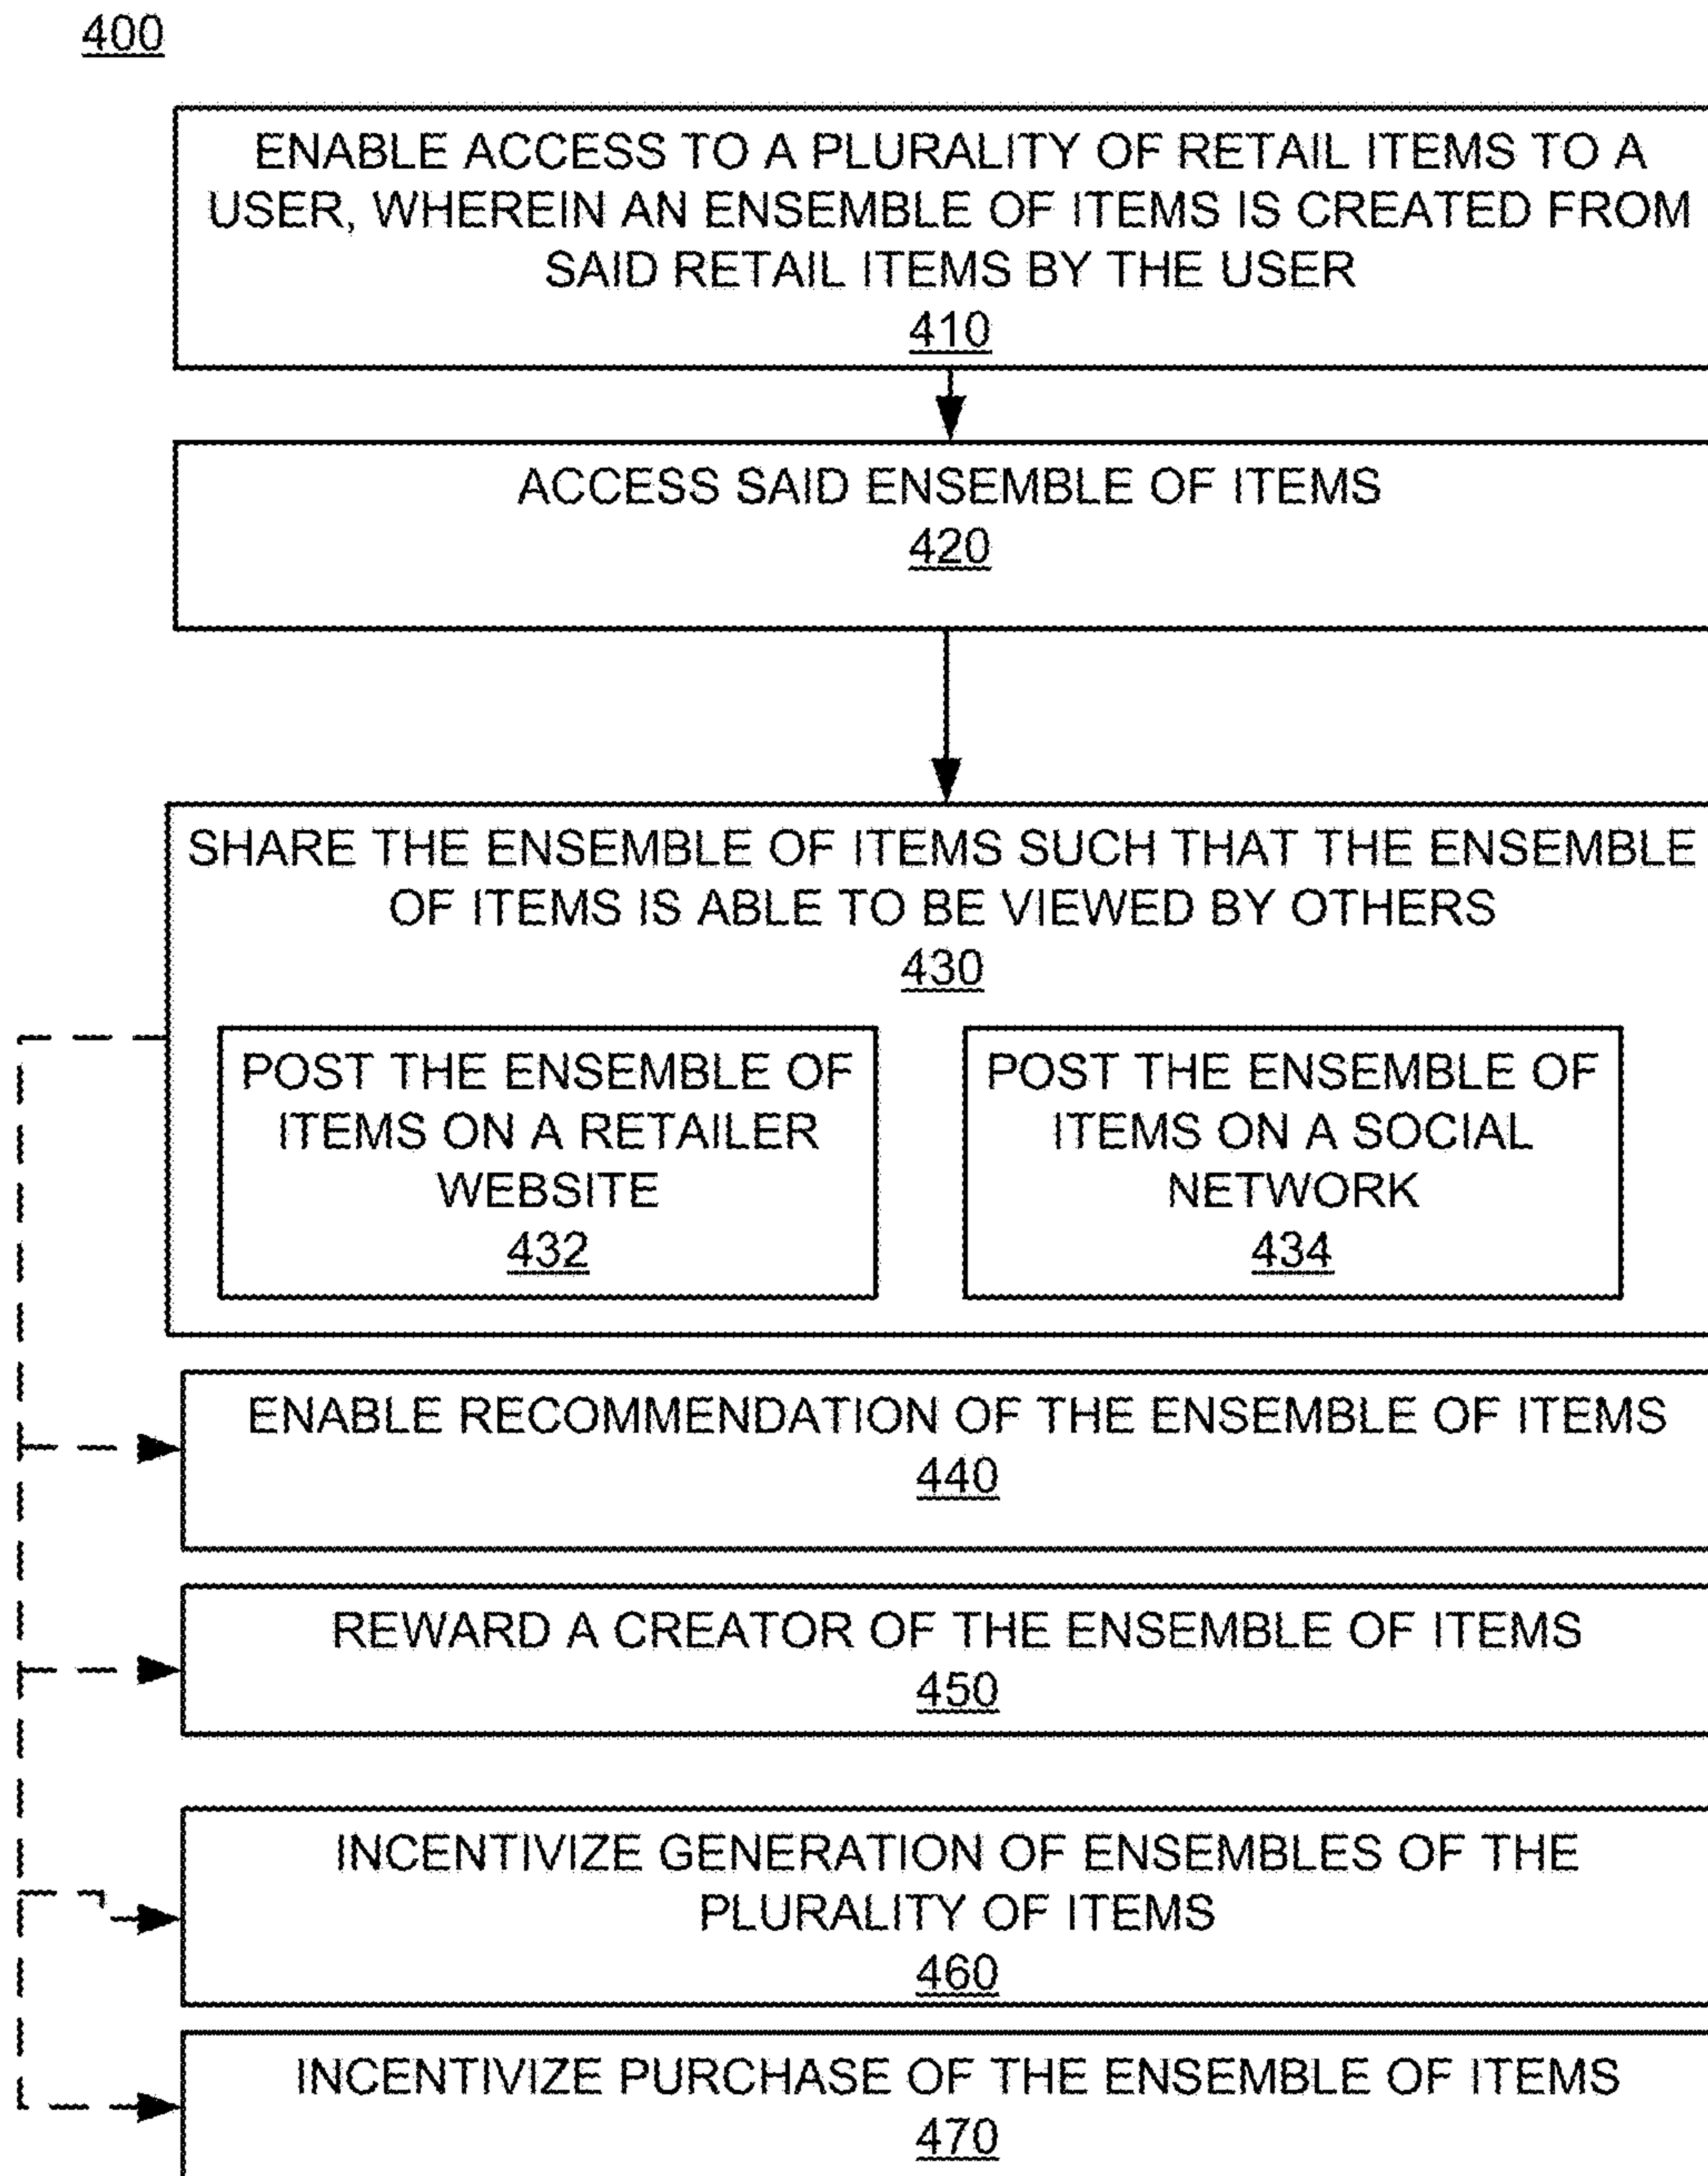 400
ENABLE ACCESS TO A PLURALITY OF RETAIL ITEMS TO A
USER, WHEREIN AN ENSEMBLE OF ITEMS IS CREATED FROM
SAID RETAIL ITEMS BY THE USER
410
ACCESS SAID ENSEMBLE OF ITEMS
420
SHARE THE ENSEMBLE OF ITEMS SUCH THAT THE ENSEMBLE
OF ITEMS IS ABLE TO BE VIEWED BY OTHERS
430
POST THE ENSEMBLE OF
ITEMS ON A RETAILER
WEBSITE
432
POST THE ENSEMBLE OF
ITEMS ON A SOCIAL
NETWORK
434
ENABLE RECOMMENDATION OF THE ENSEMBLE OF ITEMS
440
REWARD A CREATOR OF THE ENSEMBLE OF ITEMS
450
INCENTIVIZE GENERATION OF ENSEMBLES OF THE
PLURALITY OF ITEMS
460
INCENTIVIZE PURCHASE OF THE ENSEMBLE OF ITEMS
470